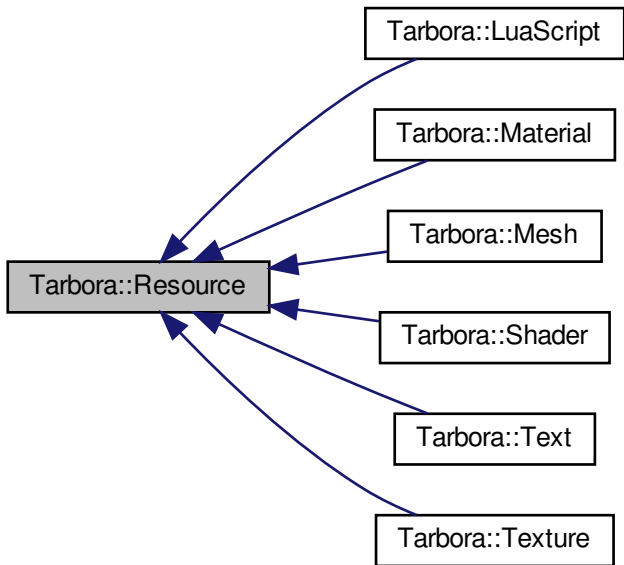 Tarbora::LuaScript
Tarbora::Material
Tarbora::Mesh
Tarbora::Resource
Tarbora::Shader
Tarbora::Text
Tarbora::Texture